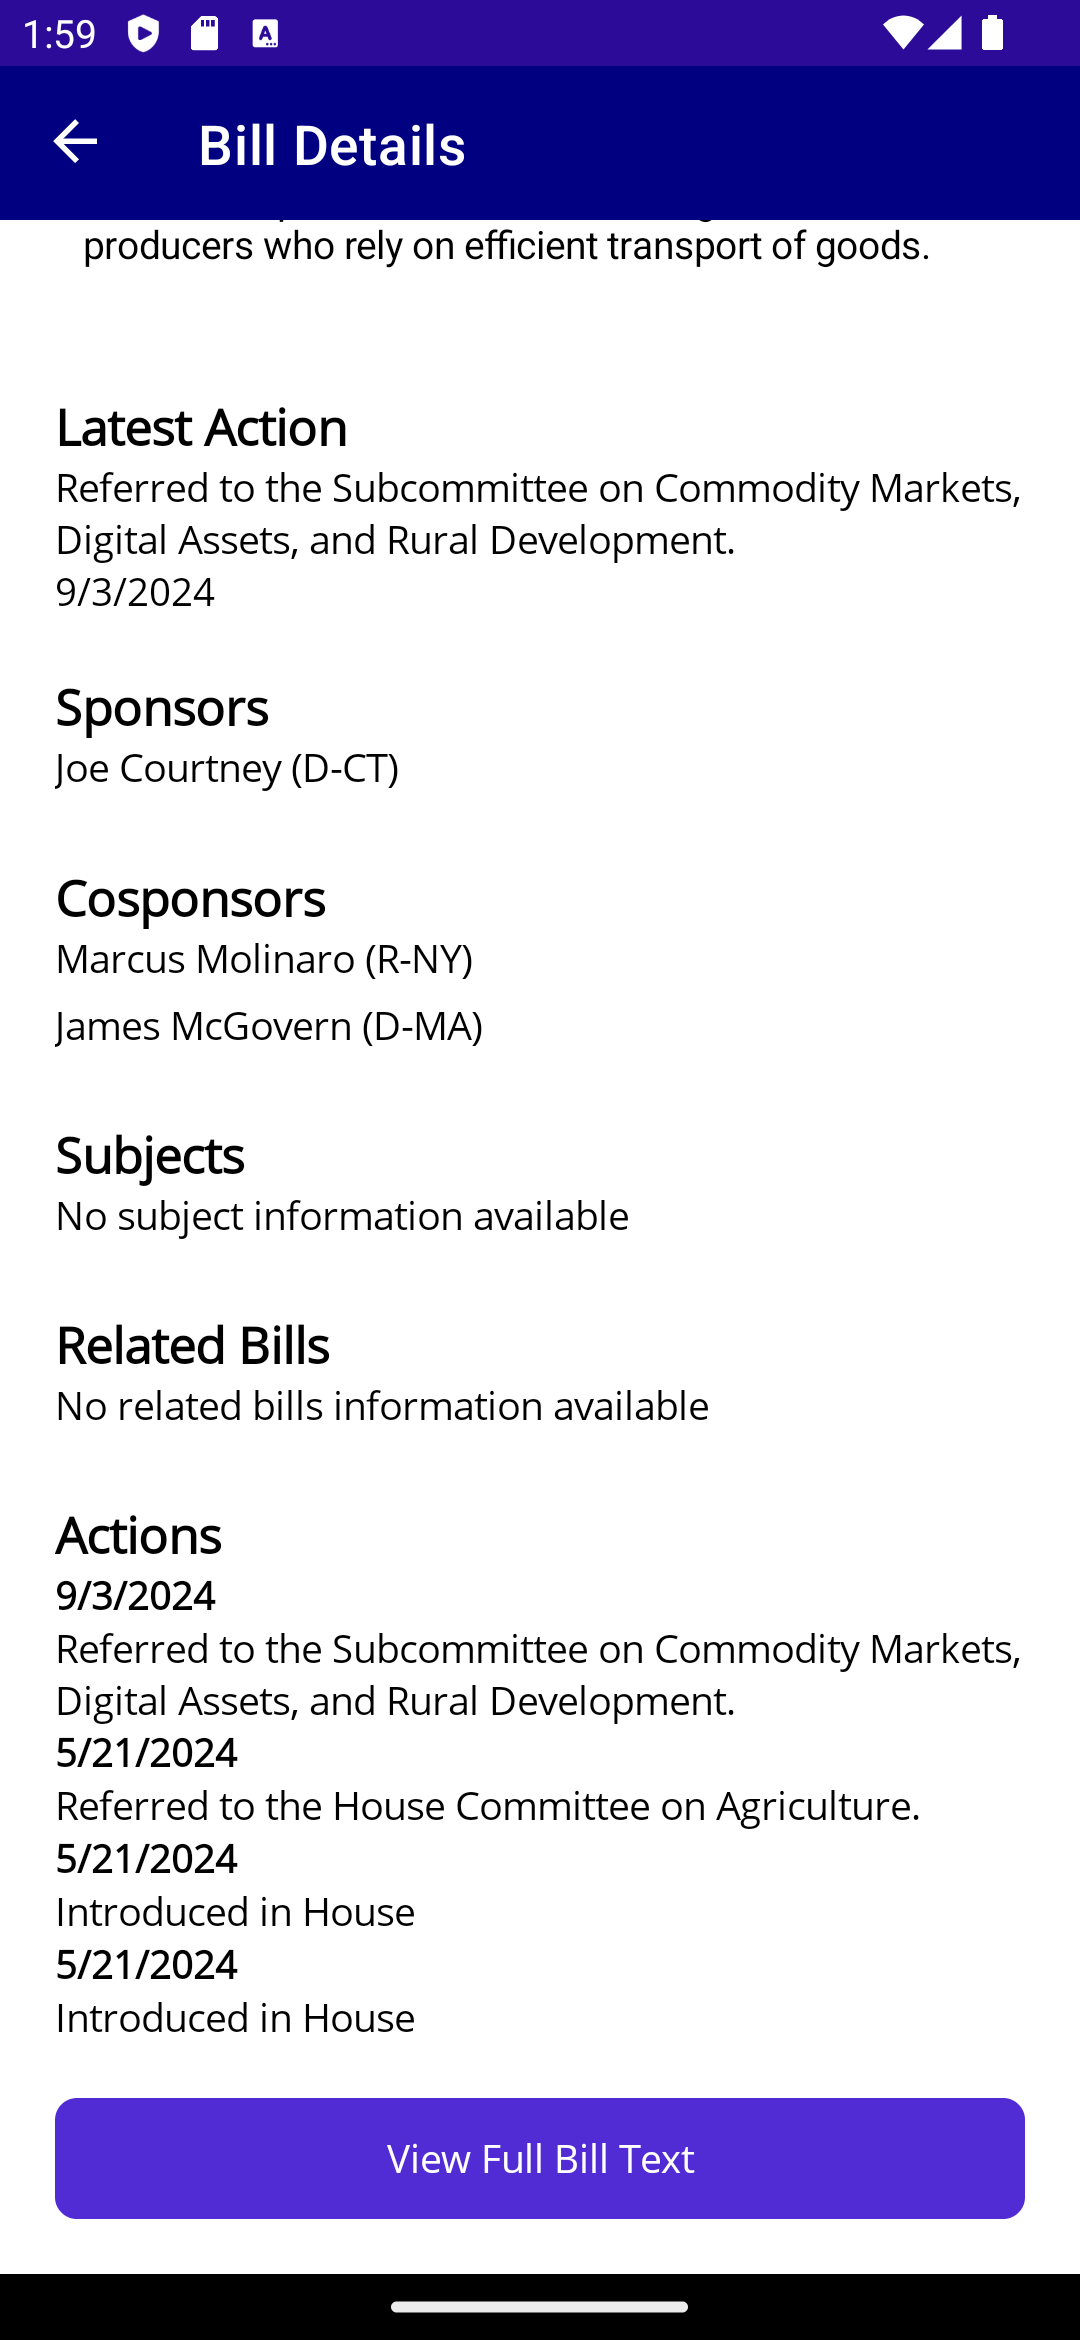 1:59
Bill Details
producers who rely on efficient transport of goods.
Latest Action
Referred to the Subcommittee on Commodity Markets,
Digital Assets, and Rural Development.
9/3/2024
Sponsors
Joe Courtney (D-CT)
Cosponsors
Marcus Molinaro (R-NY)
James McGovern (D-MA)
Subjects
No subject information available
Related Bills
No related bills information available
Actions
9/3/2024
Referred to the Subcommittee on Commodity Markets,
Digital Assets, and Rural Development.
5/21/2024
Referred to the House Committee on Agriculture.
5/21/2024
Introduced in House
5/21/2024
Introduced in House
View Full Bill Text